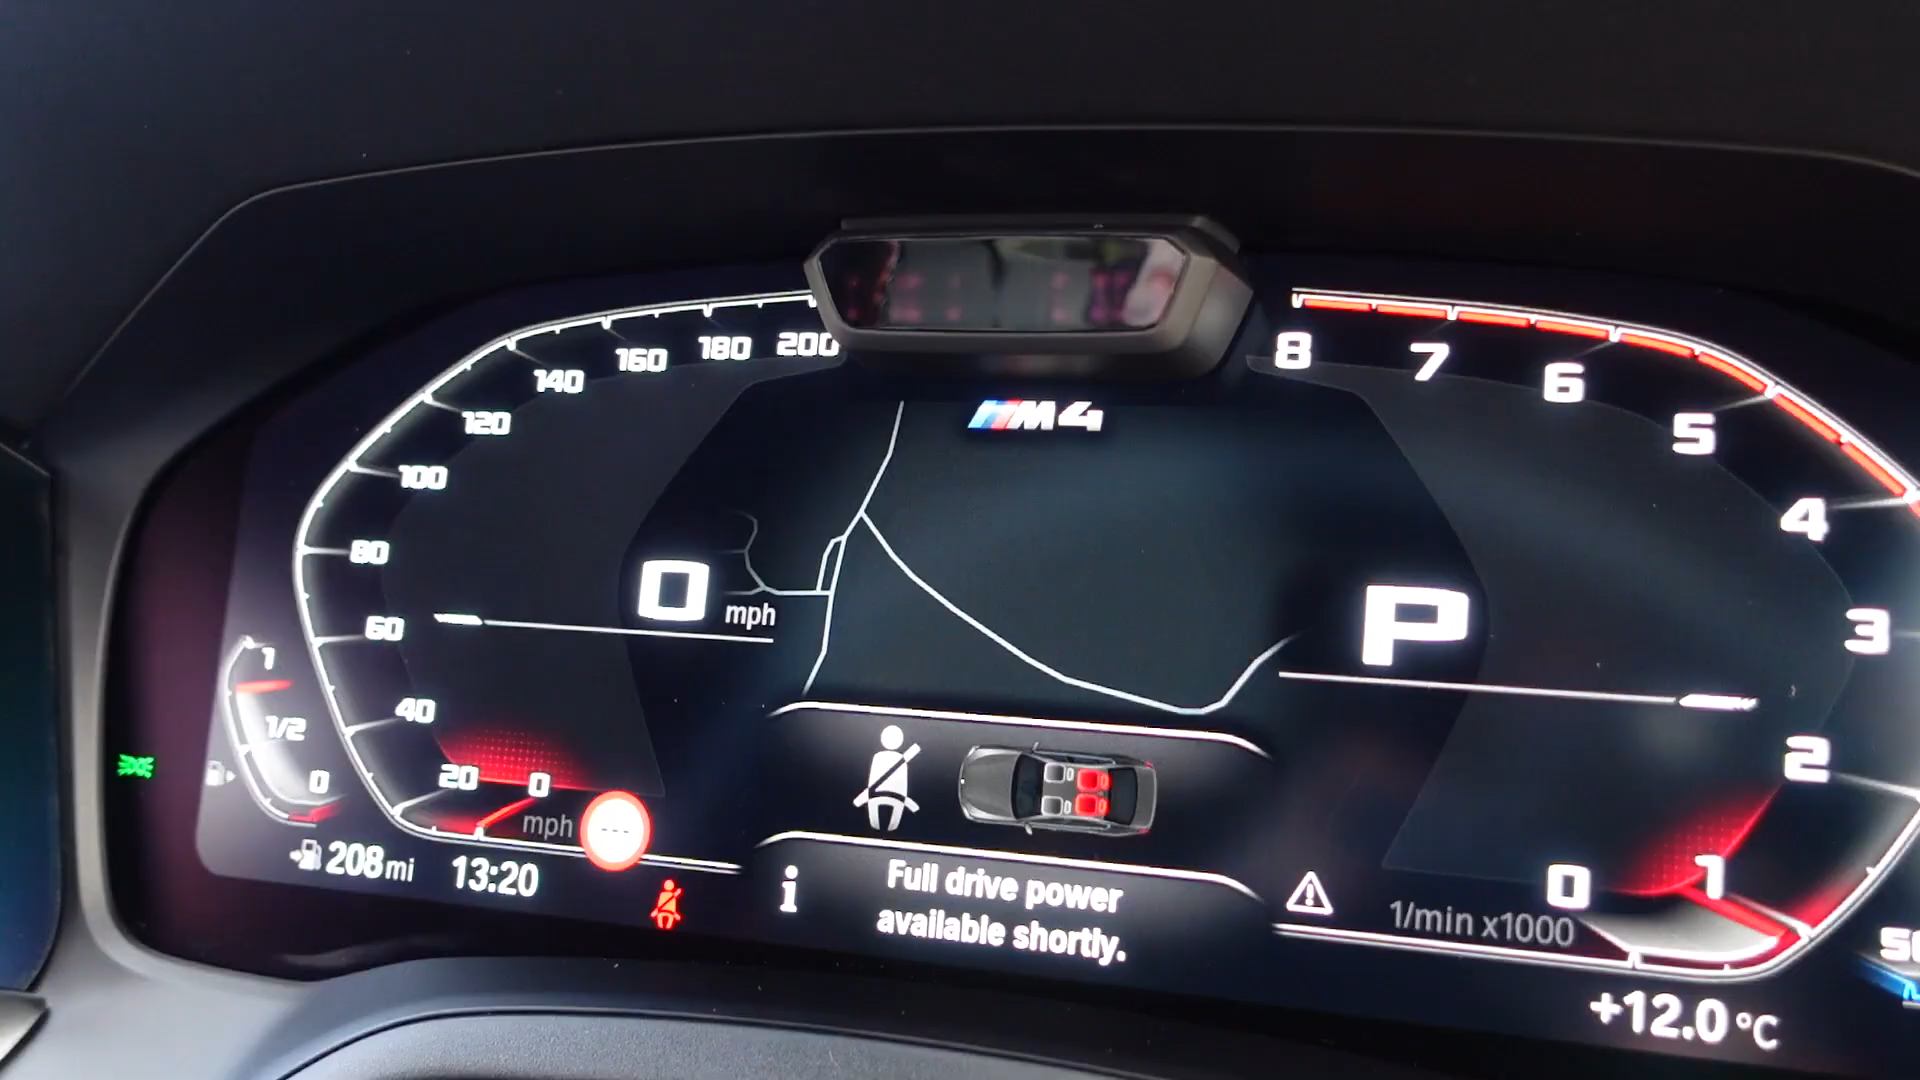 200
180
160
140
120
100
80
60
40
20
0
mph
0
mph
M4
8
7
6
5
4
3
2
1
0
1/min x1000
P
1
1/2
0
208 mi
13:20
---
i
Full drive power
available shortly.
+12.0 °C